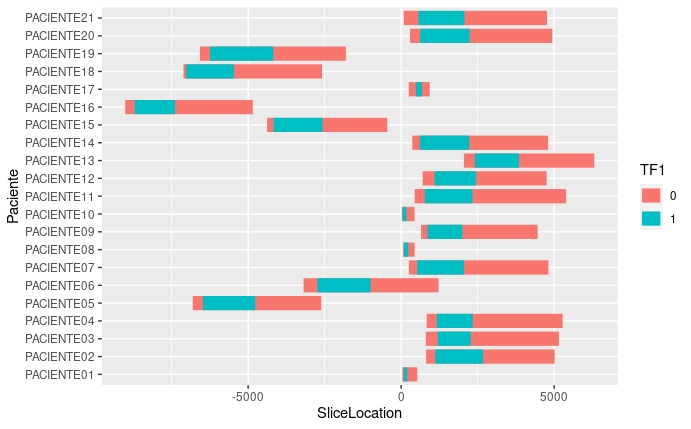 PACIENTE21
PACIENTE20
PACIENTE19
PACIENTE18
PACIENTE17
PACIENTE16
PACIENTE15
PACIENTE14
PACIENTE13
PACIENTE12
PACIENTE11
PACIENTE10
PACIENTE09
PACIENTE08
PACIENTE07
PACIENTE06
PACIENTE05
PACIENTE04
PACIENTE03
PACIENTE02
PACIENTE01
Paciente
-5000 0 5000
SliceLocation
TF1
0
1